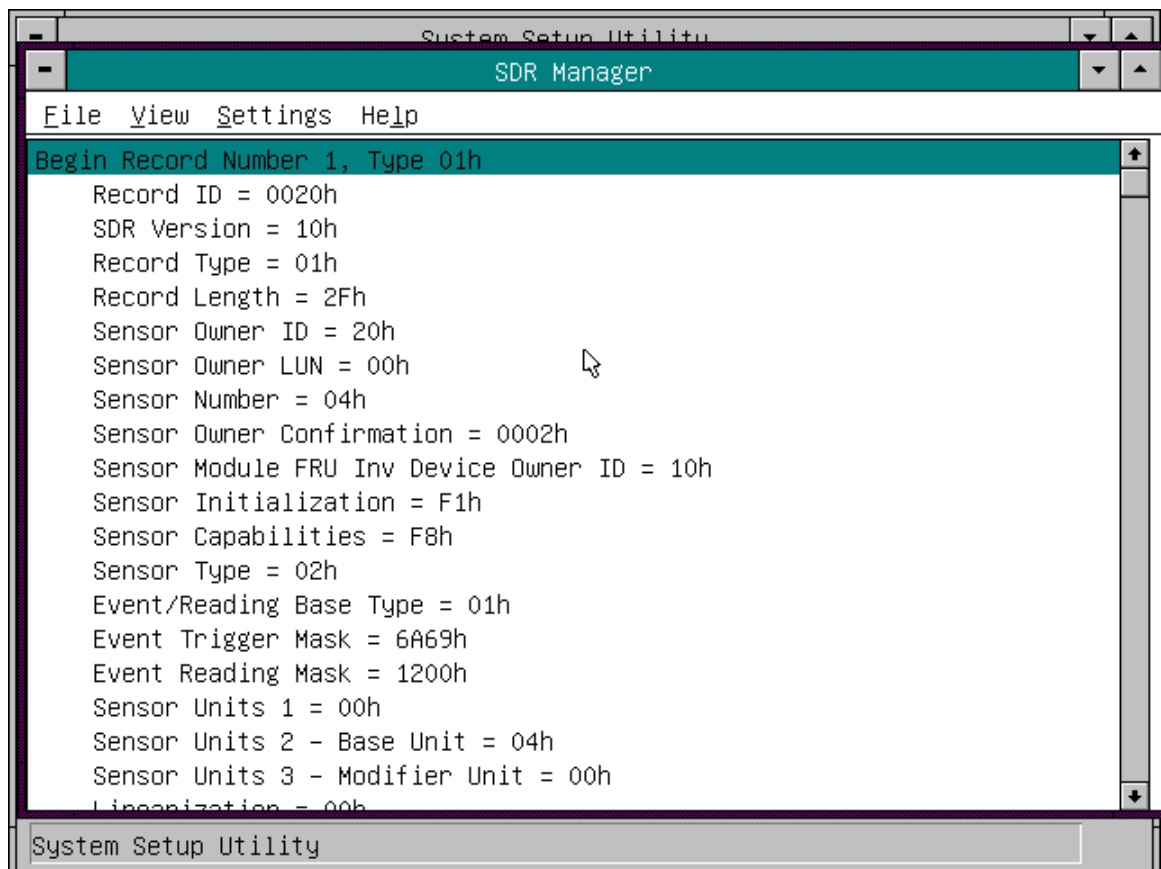 System Setup Utility
SDR Manager
File View Settings Help
Begin Record Number 1, Type 01h
Record ID = 0020h
SDR Version = 10h
Record Type = 01h
Record Length = 2Fh
Sensor Owner ID = 20h
Sensor Owner LUN = 00h
Sensor Number = 04h
Sensor Owner Confirmation = 0002h
Sensor Module FRU Inv Device Owner ID = 10h
Sensor Initialization = F1h
Sensor Capabilities = F8h
Sensor Type = 02h
Event/Reading Base Type = 01h
Event Trigger Mask = 6A69h
Event Reading Mask = 1200h
Sensor Units 1 = 00h
Sensor Units 2 - Base Unit = 04h
Sensor Units 3 - Modifier Unit = 00h
Linearization = 00h
System Setup Utility